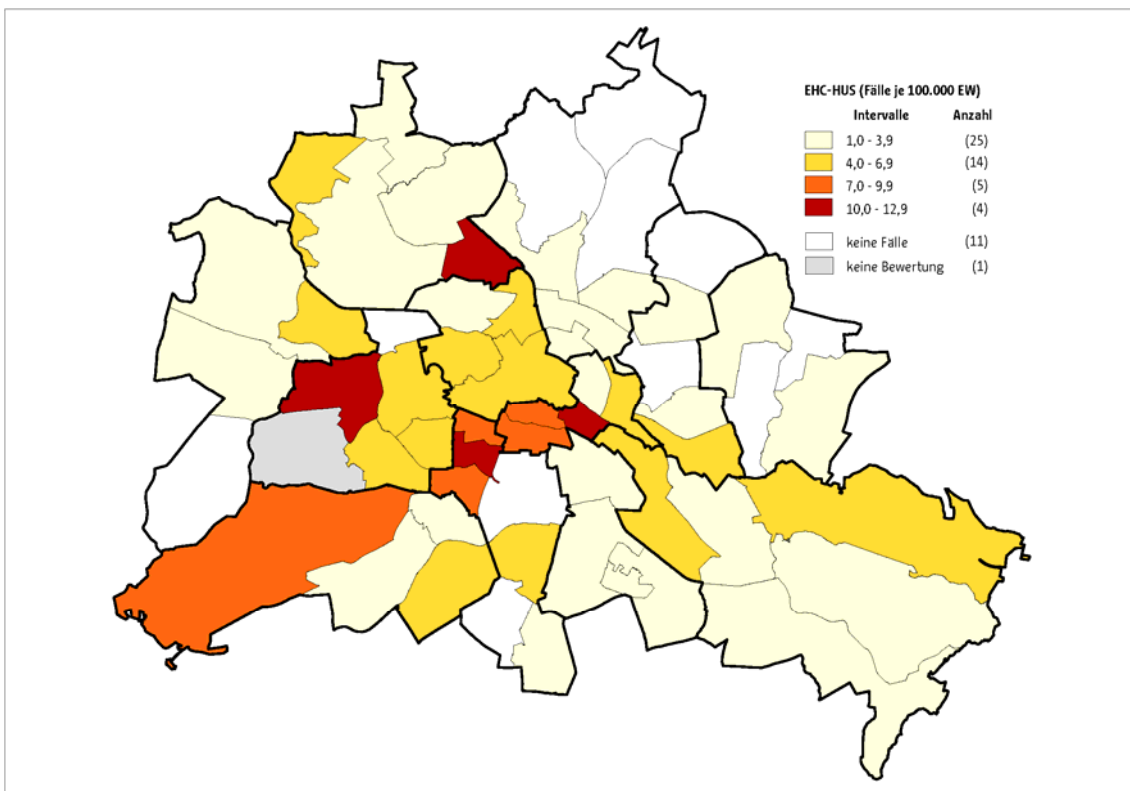 EHC-HUS (Fälle je 100.000 EW)
Intervalle Anzahl
1,0 - 3,9 (25)
4,0 - 6,9 (14)
7,0 - 9,9 (5)
10,0 - 12,9 (4)
keine Fälle (11)
keine Bewertung (1)